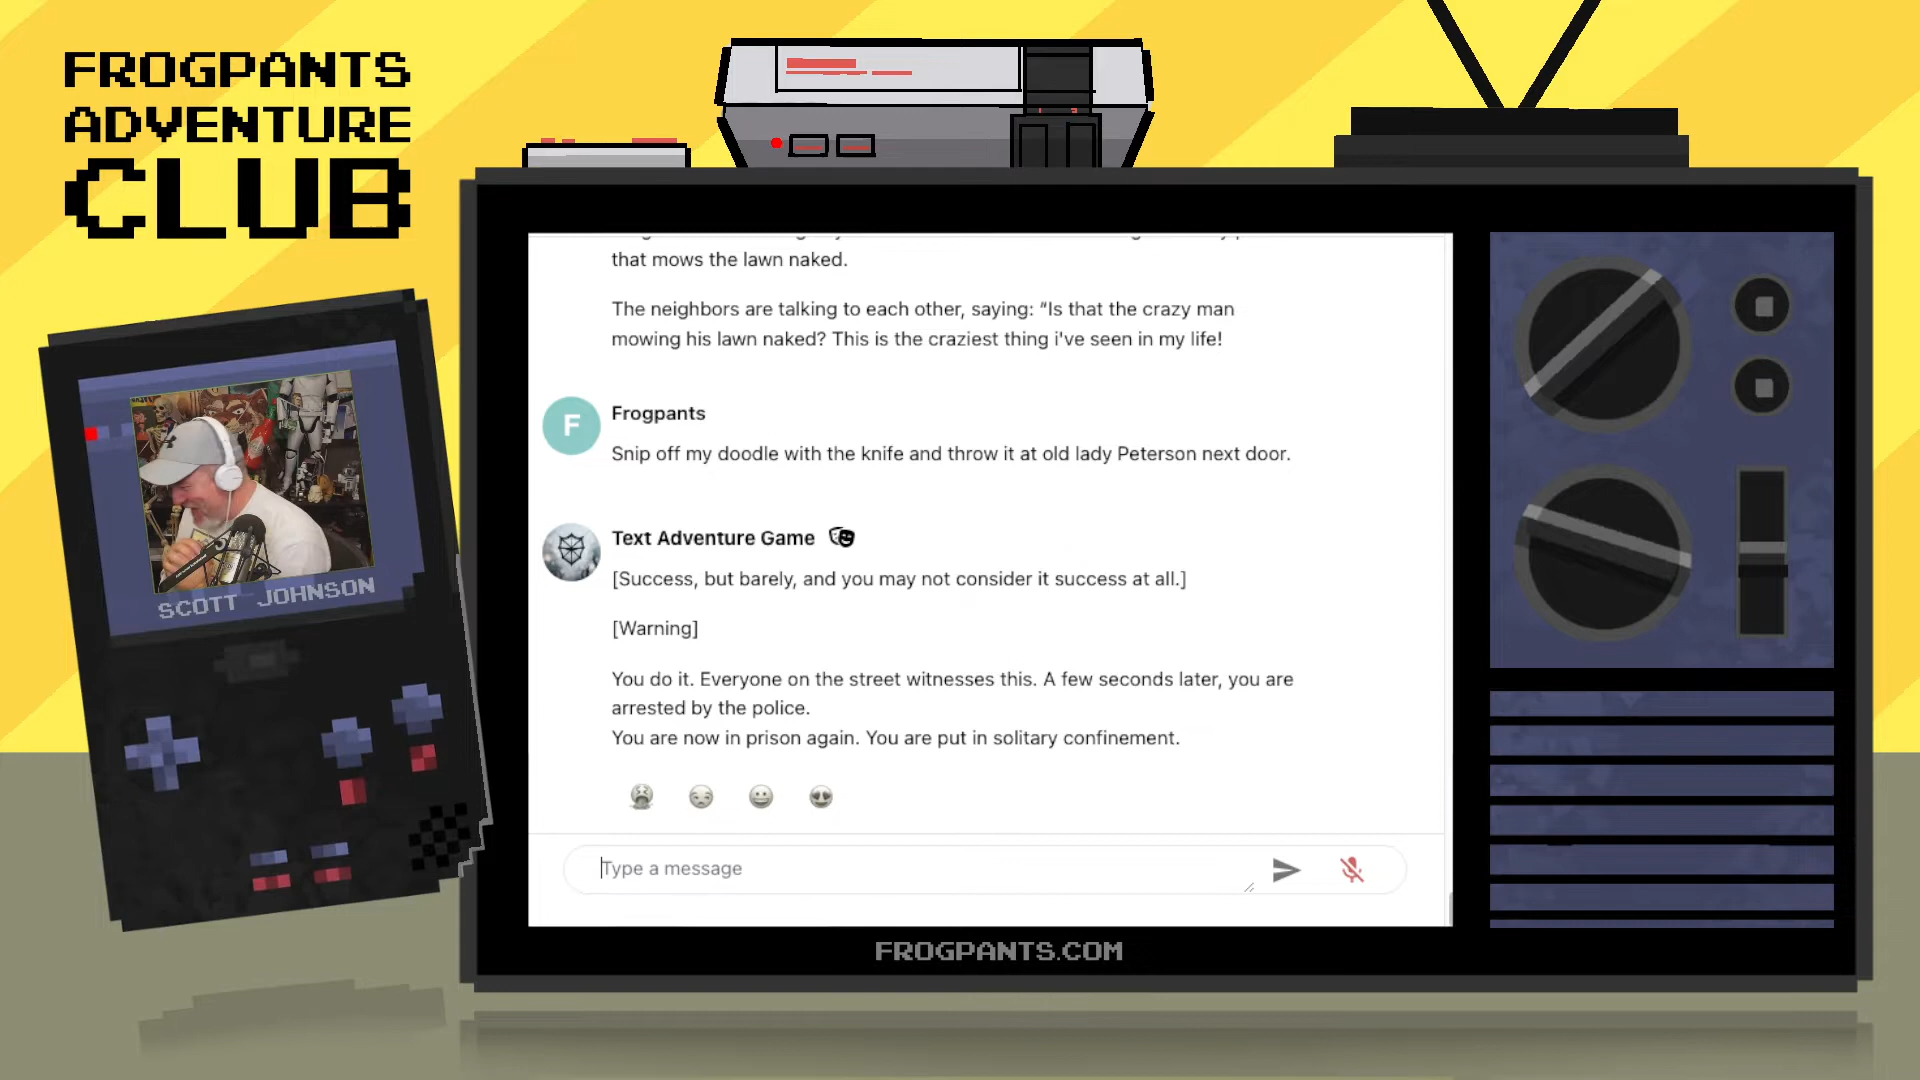 FROGPANTS
ADVENTURE
CLUB
that mows the lawn naked.
The neighbors are talking to each other, saying: “Is that the crazy man
mowing his lawn naked? This is the craziest thing i've seen in my life!
F
Frogpants
Snip off my doodle with the knife and throw it at old lady Peterson next door.
Text Adventure Game
[Success, but barely, and you may not consider it success at all.]
[Warning]
You do it. Everyone on the street witnesses this. A few seconds later, you are
arrested by the police.
You are now in prison again. You are put in solitary confinement.
Type a message
SCOTT JOHNSON
FROGPANTS.COM